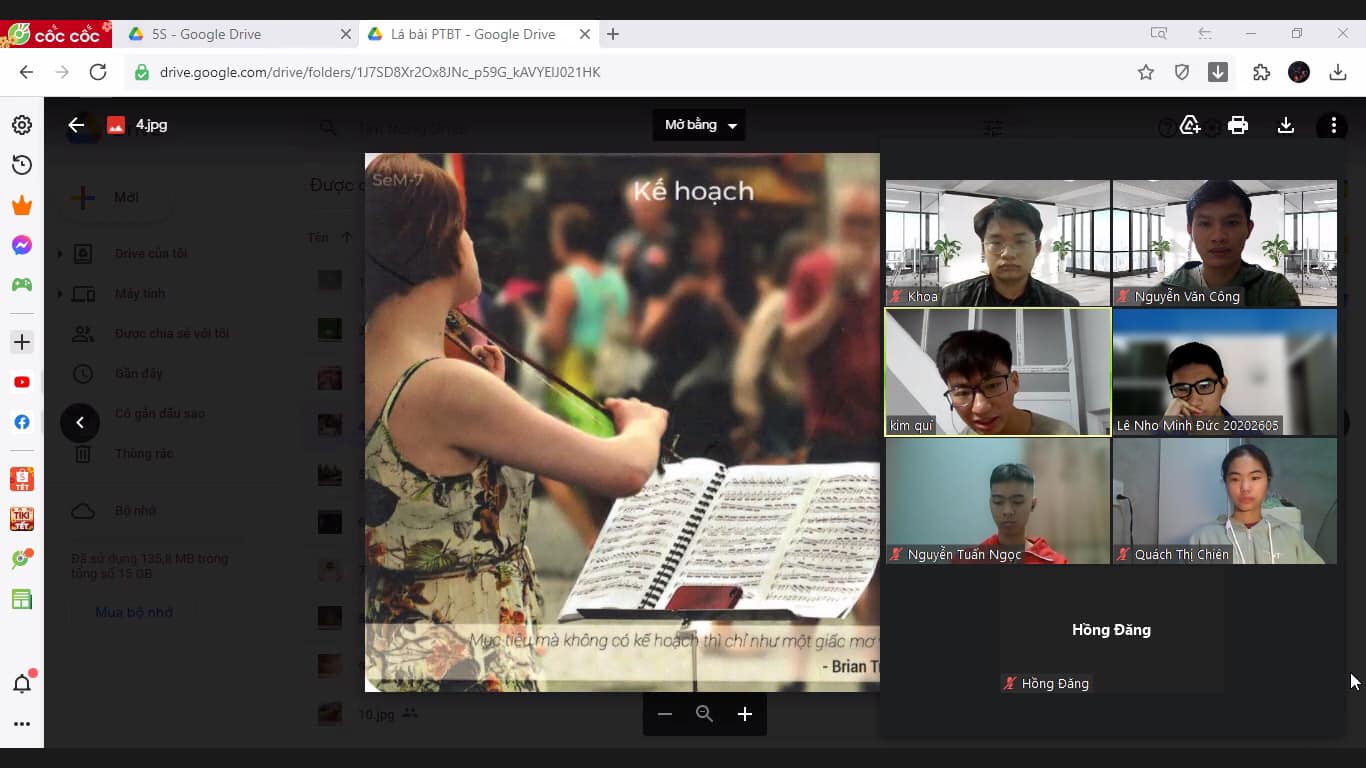 cốc cốc
5S - Google Drive
Lá bài PTBT - Google Drive
drive.google.com/drive/folders/1J7SD8Xr2Ox8JNc_p59G_kAVYEIJ021HK
4.jpg
Mở bằng
Mới
Được
Tên
Drive của tôi
Máy tính
Được chia sẻ với tôi
Gần đây
Có gắn dấu sao
Thùng rác
Bộ nhớ
Đã sử dụng 135,8 MB trong
tổng số 15 GB
Mua bộ nhớ
10.jpg
SeM-7
Kế hoạch
Mục tiêu mà không có kế hoạch thì chỉ như một giấc mơ
- Brian
Khoa
Nguyễn Văn Công
kim quí
Lê Nho Minh Đức 20202605
Nguyễn Tuấn Ngọc
Quách Thị Chiên
Hồng Đăng
Hồng Đăng
TẾT
TIKI
TẾT